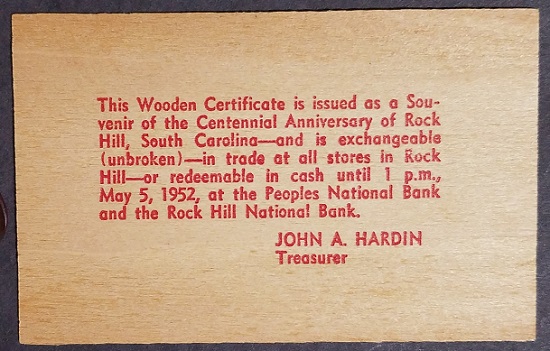 This Wooden Certificate is issued as a Sou-
venir of the Centennial Anniversary of Rock
Hill, South Carolina—and is exchangeable
(unbroken)—in trade at all stores in Rock
Hill—or redeemable in cash until 1 p.m.,
May 5, 1952, at the Peoples National Bank
and the Rock Hill National Bank.
JOHN A. HARDIN
Treasurer